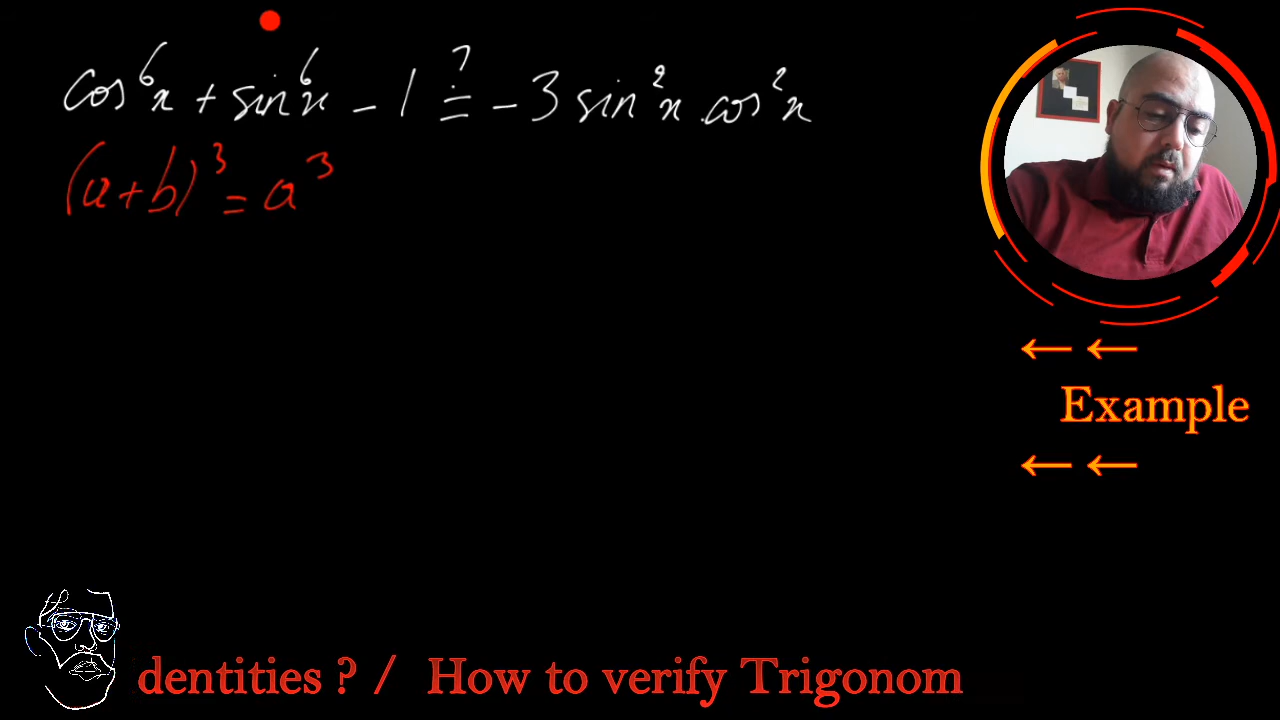 cos⁶x + sin⁶x - 1 ≟ - 3 sin²x . cos²x
(a+b)³ = a³
← ←
Example
← ←
dentities ? / How to verify Trigonom